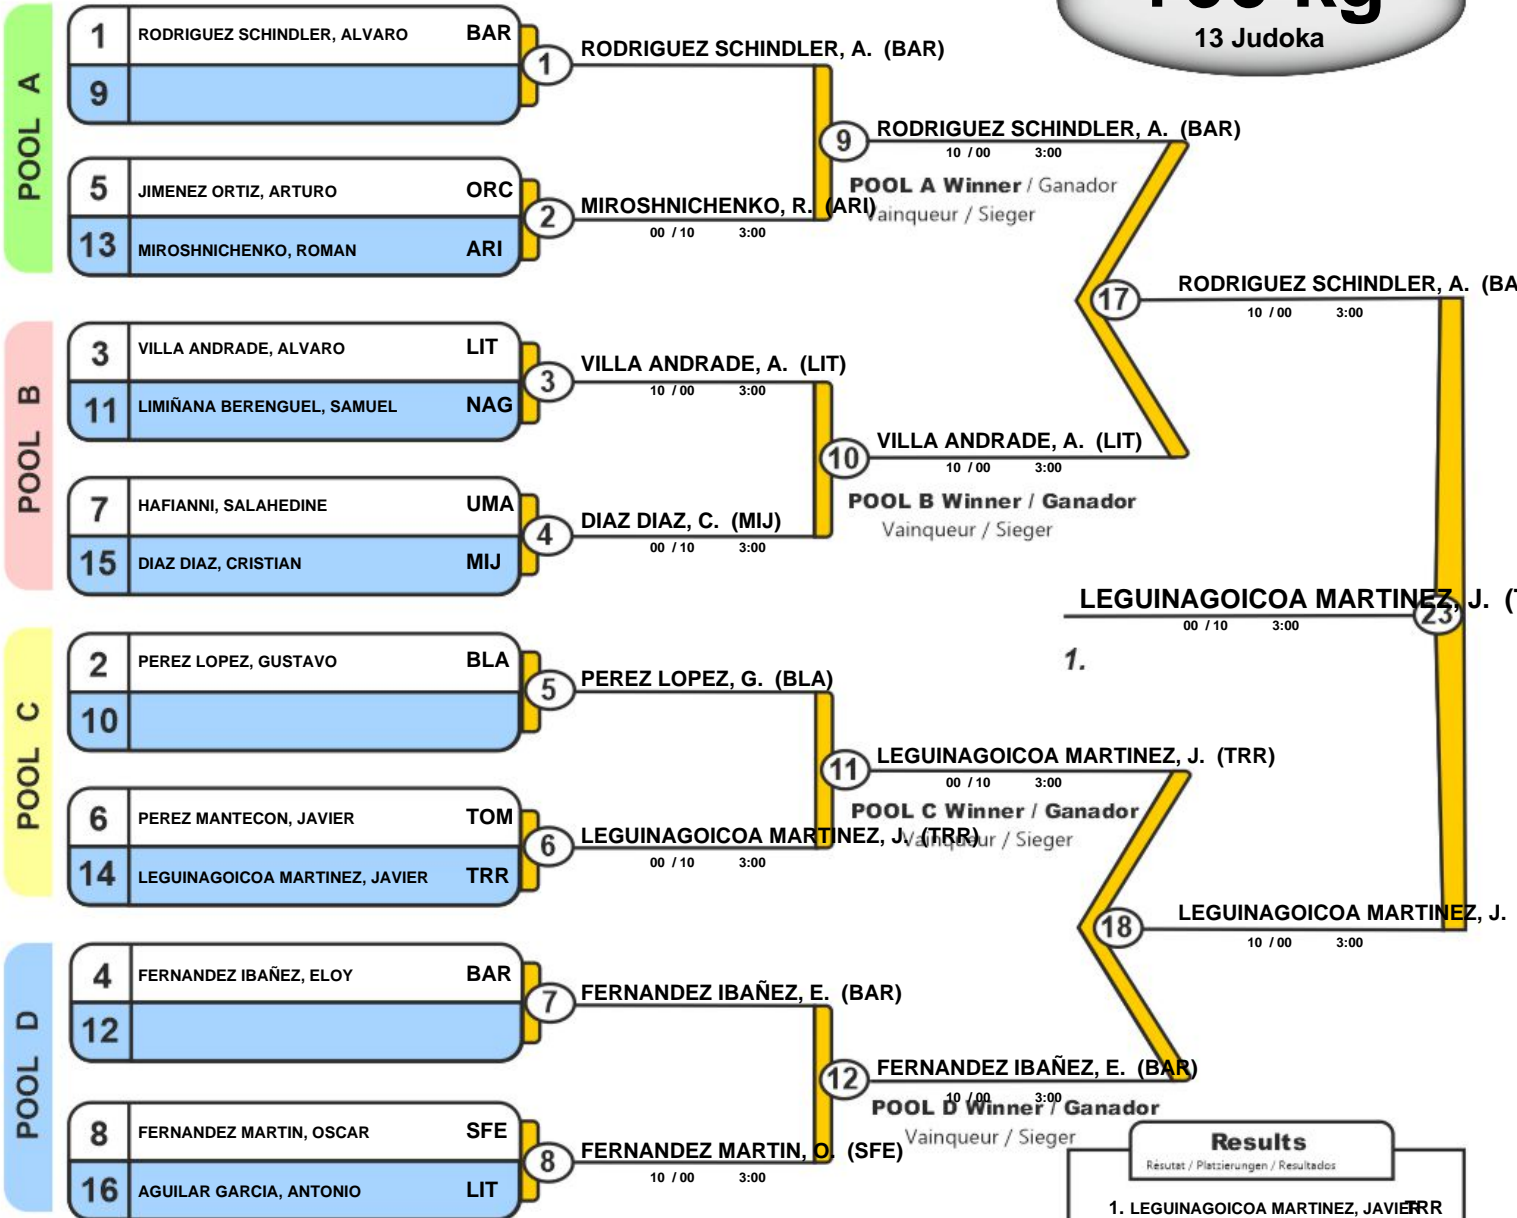 kg
13 Judoka
POOL A
1 RODRIGUEZ SCHINDLER, ALVARO BAR
9
1
RODRIGUEZ SCHINDLER, A. (BAR)
5 JIMENEZ ORTIZ, ARTURO ORC
13 MIROSHNICHENKO, ROMAN ARI
2
MIROSHNICHENKO, R. (ARI)
00 / 10 3:00
9
RODRIGUEZ SCHINDLER, A. (BAR)
10 / 00 3:00
POOL A Winner / Ganador
Vainqueur / Sieger
POOL B
3 VILLA ANDRADE, ALVARO LIT
11 LIMIÑANA BERENGUEL, SAMUEL NAG
3
VILLA ANDRADE, A. (LIT)
10 / 00 3:00
7 HAFIANNI, SALAHEDINE UMA
15 DIAZ DIAZ, CRISTIAN MIJ
4
DIAZ DIAZ, C. (MIJ)
00 / 10 3:00
10
VILLA ANDRADE, A. (LIT)
10 / 00 3:00
POOL B Winner / Ganador
Vainqueur / Sieger
17
RODRIGUEZ SCHINDLER, A. (BA
10 / 00 3:00
LEGUINAGOICOA MARTINEZ, J. (
23
00 / 10 3:00
1.
POOL C
2 PEREZ LOPEZ, GUSTAVO BLA
10
5
PEREZ LOPEZ, G. (BLA)
6 PEREZ MANTECON, JAVIER TOM
14 LEGUINAGOICOA MARTINEZ, JAVIER TRR
6
LEGUINAGOICOA MARTINEZ, J. (TRR)
00 / 10 3:00
11
LEGUINAGOICOA MARTINEZ, J. (TRR)
00 / 10 3:00
POOL C Winner / Ganador
Vainqueur / Sieger
POOL D
4 FERNANDEZ IBAÑEZ, ELOY BAR
12
7
FERNANDEZ IBAÑEZ, E. (BAR)
8 FERNANDEZ MARTIN, OSCAR SFE
16 AGUILAR GARCIA, ANTONIO LIT
8
FERNANDEZ MARTIN, O. (SFE)
10 / 00 3:00
12
FERNANDEZ IBAÑEZ, E. (BAR)
10 / 00 3:00
POOL D Winner / Ganador
Vainqueur / Sieger
18
LEGUINAGOICOA MARTINEZ, J.
10 / 00 3:00
Results
Résutat / Platzierungen / Resultados
1. LEGUINAGOICOA MARTINEZ, JAVIER TRR